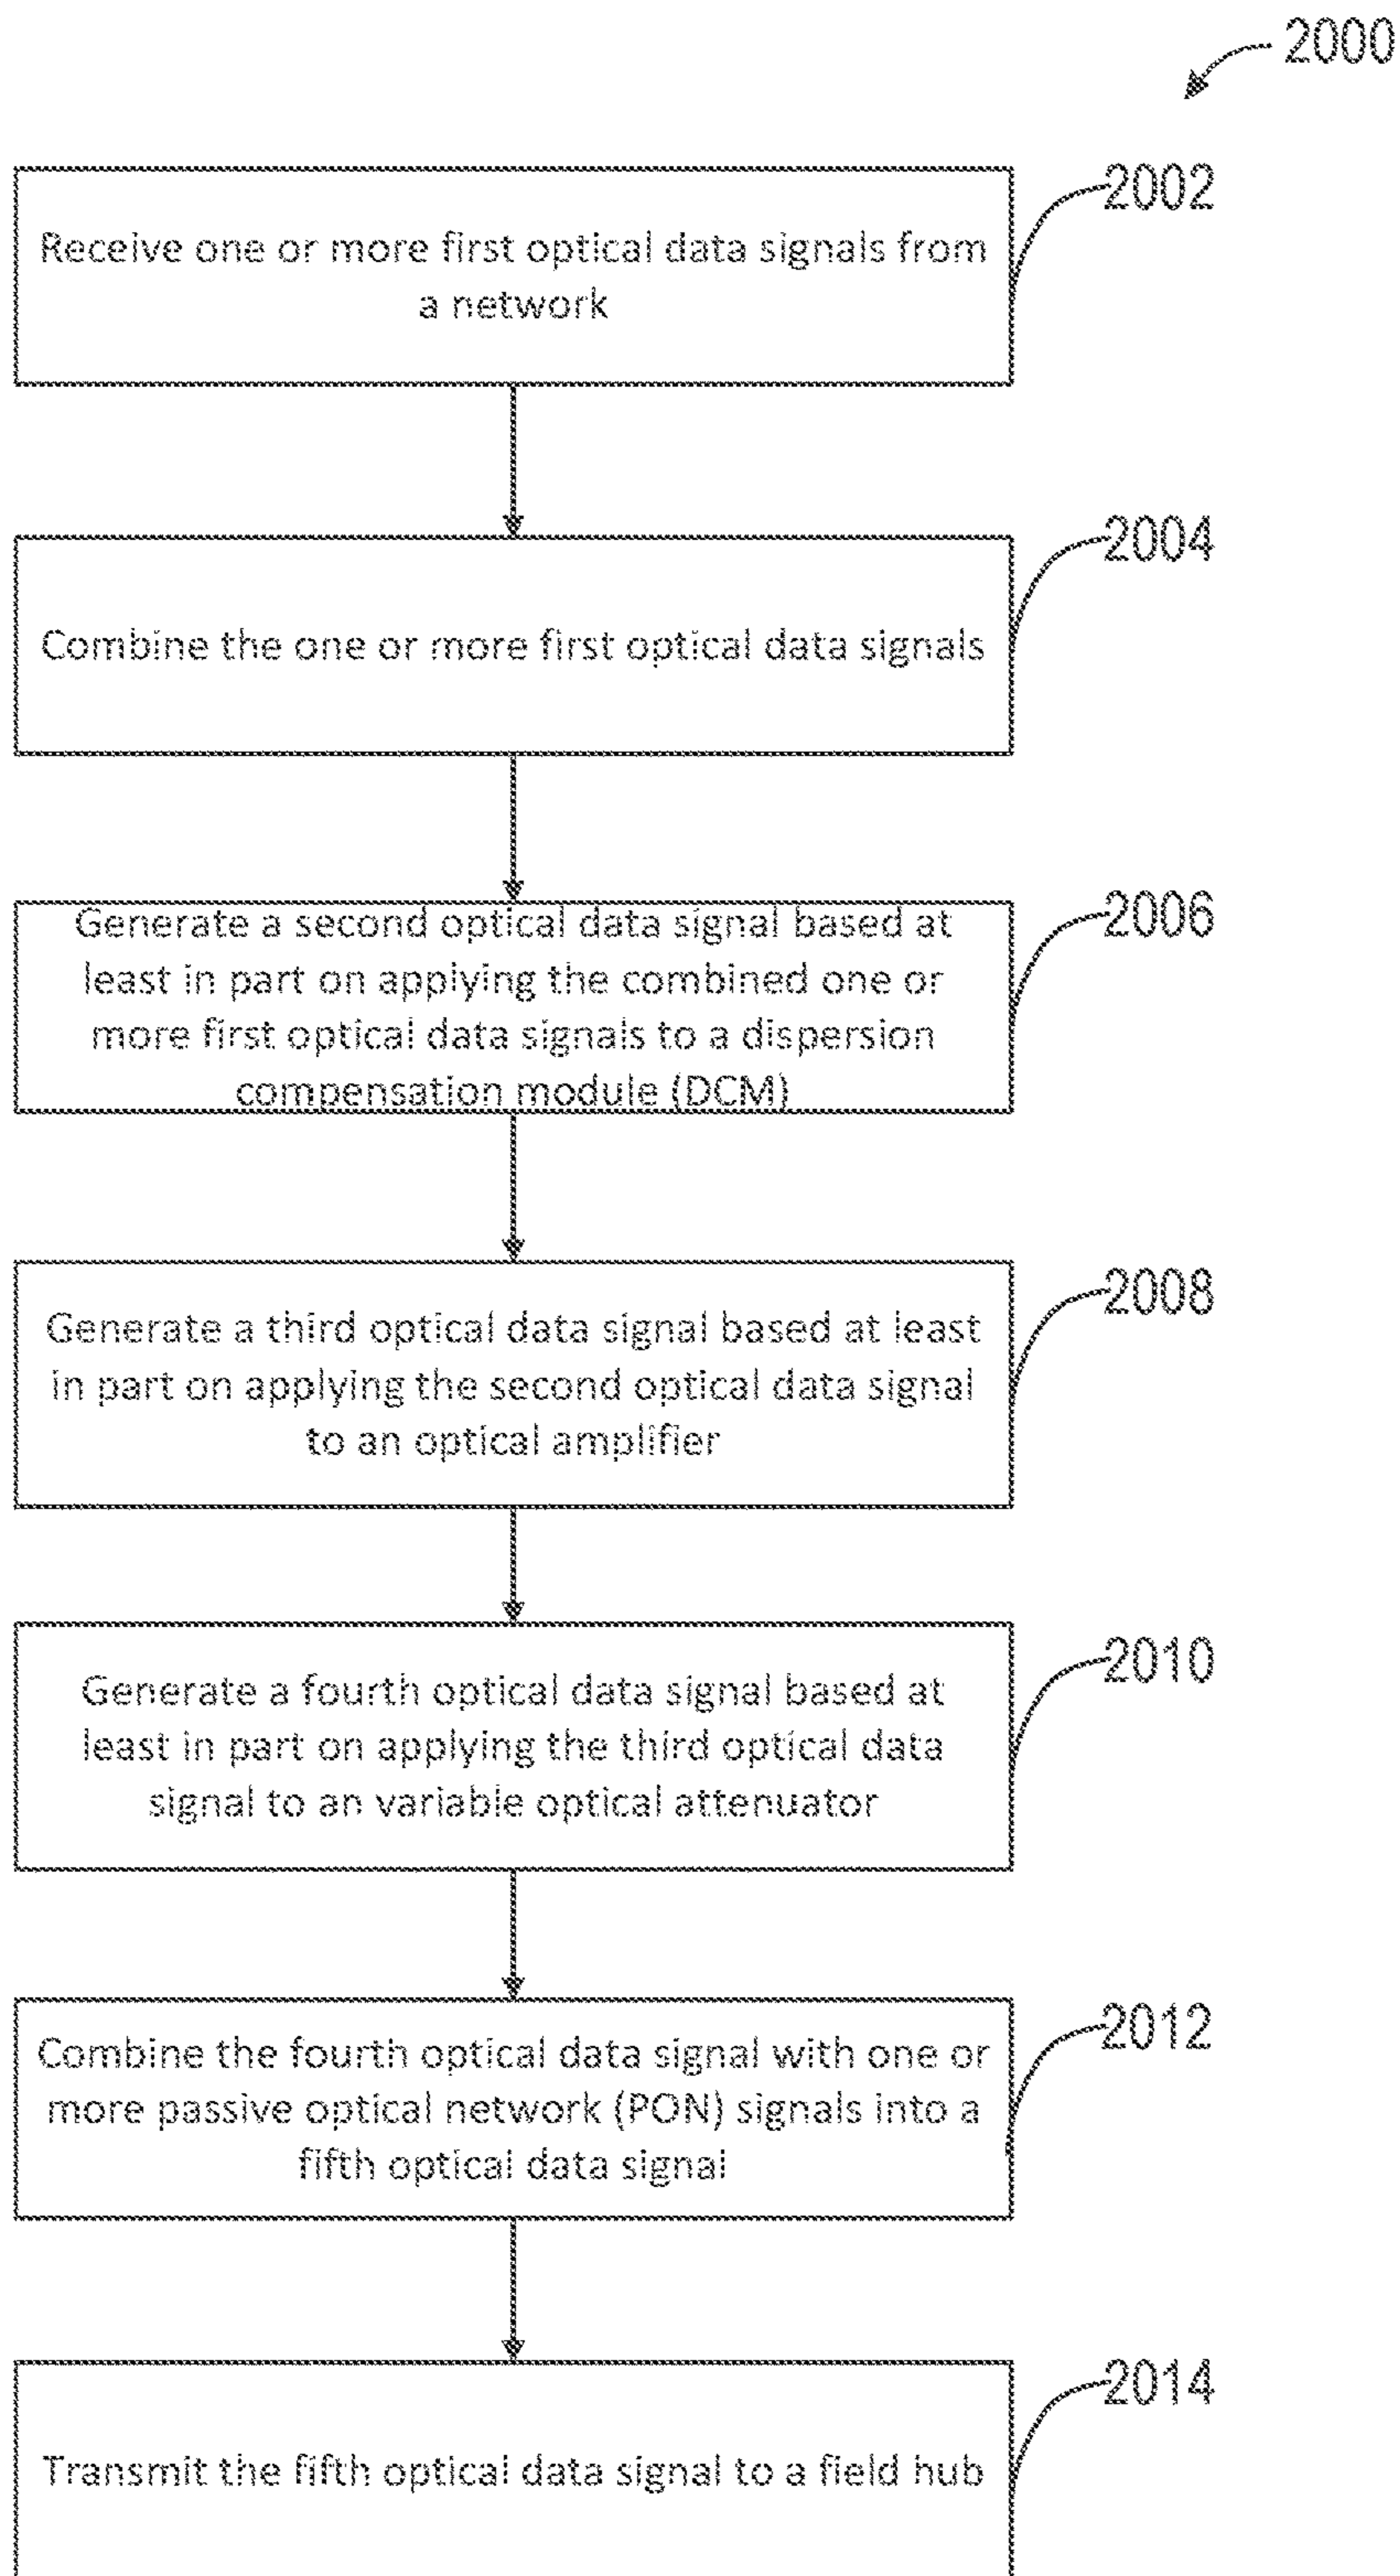 2000
2002
Receive one or more first optical data signals from
a network
2004
Combine the one or more first optical data signals
2006
Generate a second optical data signal based at
least in part on applying the combined one or
more first optical data signals to a dispersion
compensation module (DCM)
2008
Generate a third optical data signal based at least
in part on applying the second optical data signal
to an optical amplifier
2010
Generate a fourth optical data signal based at
least in part on applying the third optical data
signal to an variable optical attenuator
2012
Combine the fourth optical data signal with one or
more passive optical network (PON) signals into a
fifth optical data signal
2014
Transmit the fifth optical data signal to a field hub